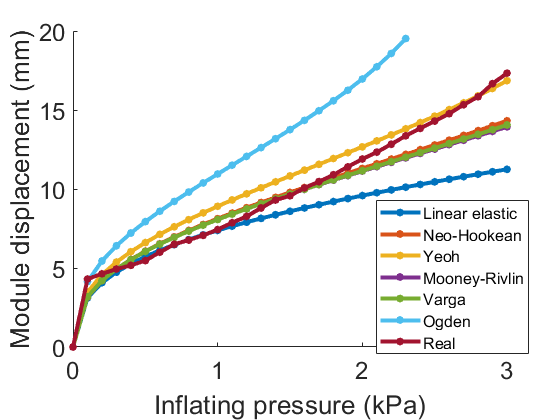 Module displacement (mm)
20
15
10
5
0
0
1
2
3
Inflating pressure (kPa)
Linear elastic
Neo-Hookean
Yeoh
Mooney-Rivlin
Varga
Ogden
Real